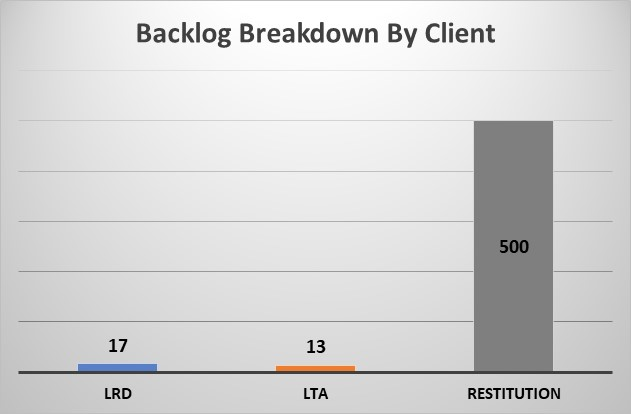 Backlog Breakdown By Client
500
17
13
LRD
LTA
RESTITUTION